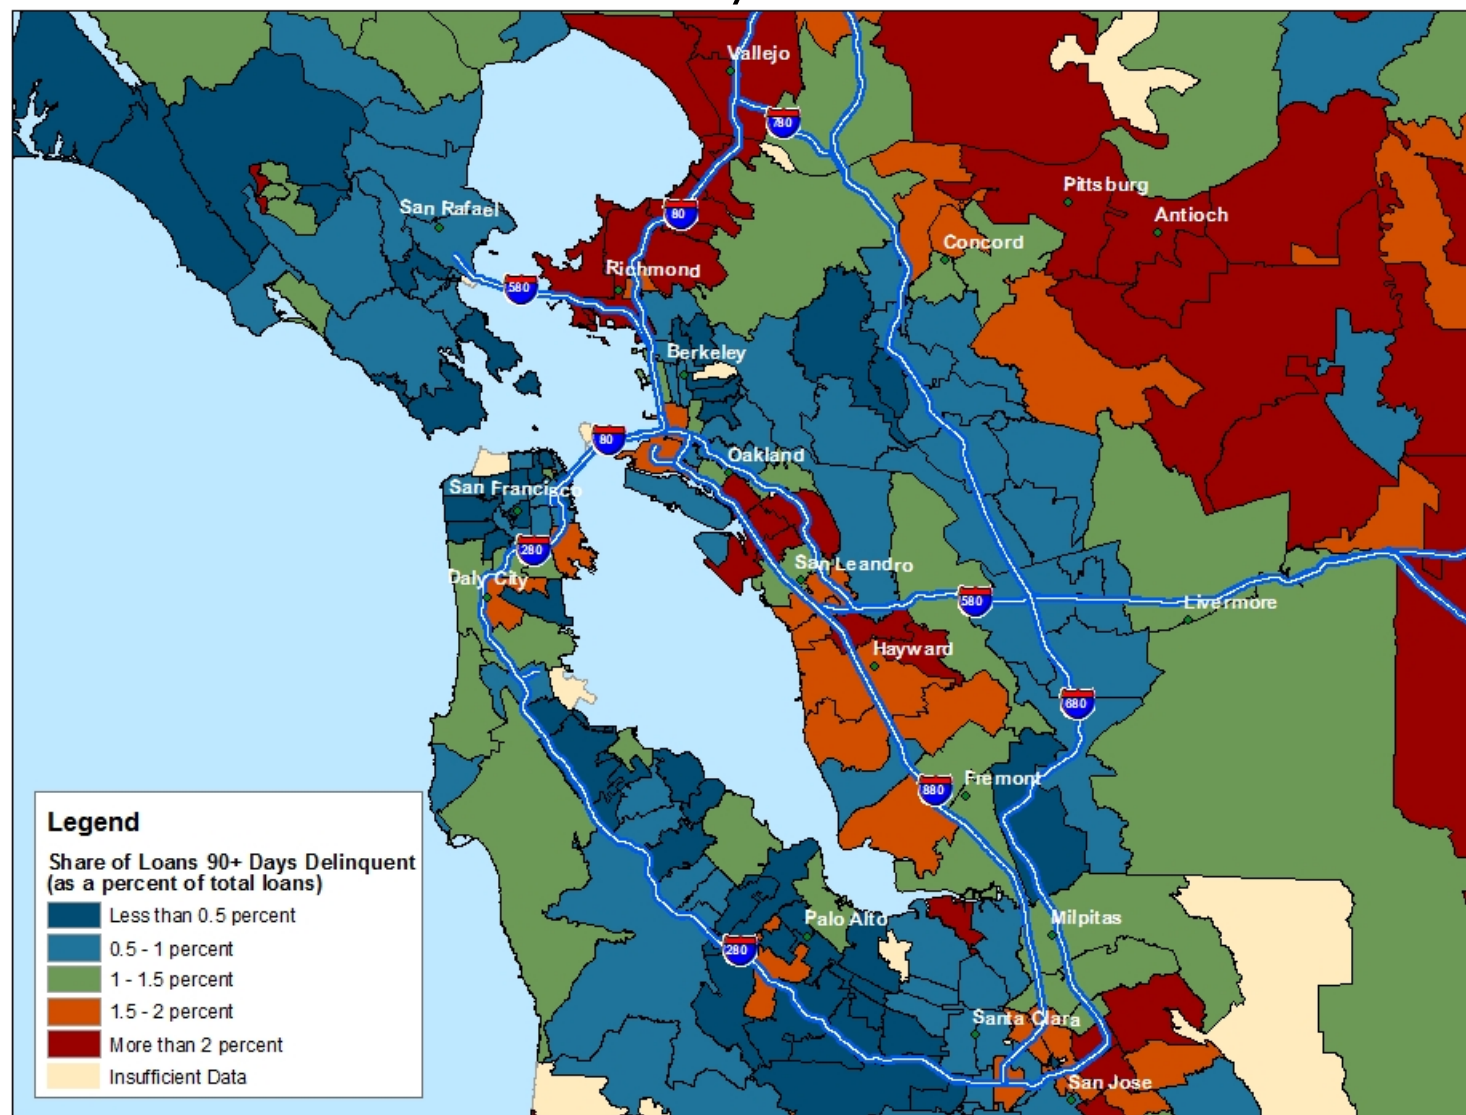 Vallejo
780
Pittsburg
San Rafael
80
Antioch
Concord
Richmond
580
Berkeley
80
Oakland
San Francisco
280
San Leandro
Daly City
580
Livermore
Hayward
680
Fremont
880
Legend
Share of Loans 90+ Days Delinquent
(as a percent of total loans)
Less than 0.5 percent
0.5 - 1 percent
1 - 1.5 percent
1.5 - 2 percent
More than 2 percent
Insufficient Data
Palo Alto
Milpitas
280
Santa Clara
San Jose